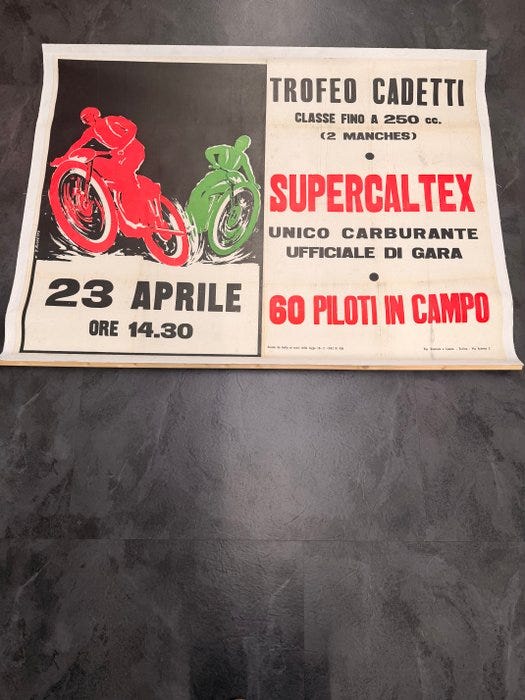 TROFEO CADETTI
CLASSE FINO A 250 cc.
(2 MANCHES)
SUPERCALTEX
UNICO CARBURANTE
UFFICIALE DI GARA
60 PILOTI IN CAMPO
23 APRILE
ORE 14.30